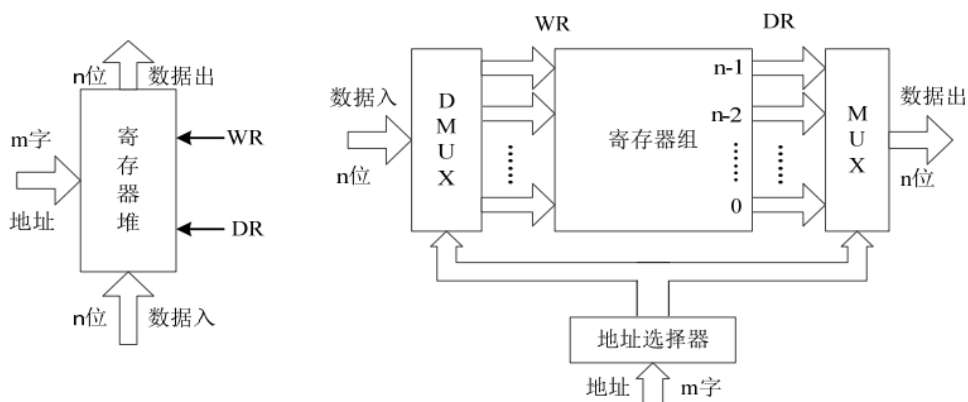 n位 数据出
寄存器堆
m字
地址
WR
DR
n位 数据入
WR
DR
数据入
n位
DMUX
寄存器组
n-1
n-2
......
......
......
0
MUX
数据出
n位
地址选择器
地址 m字